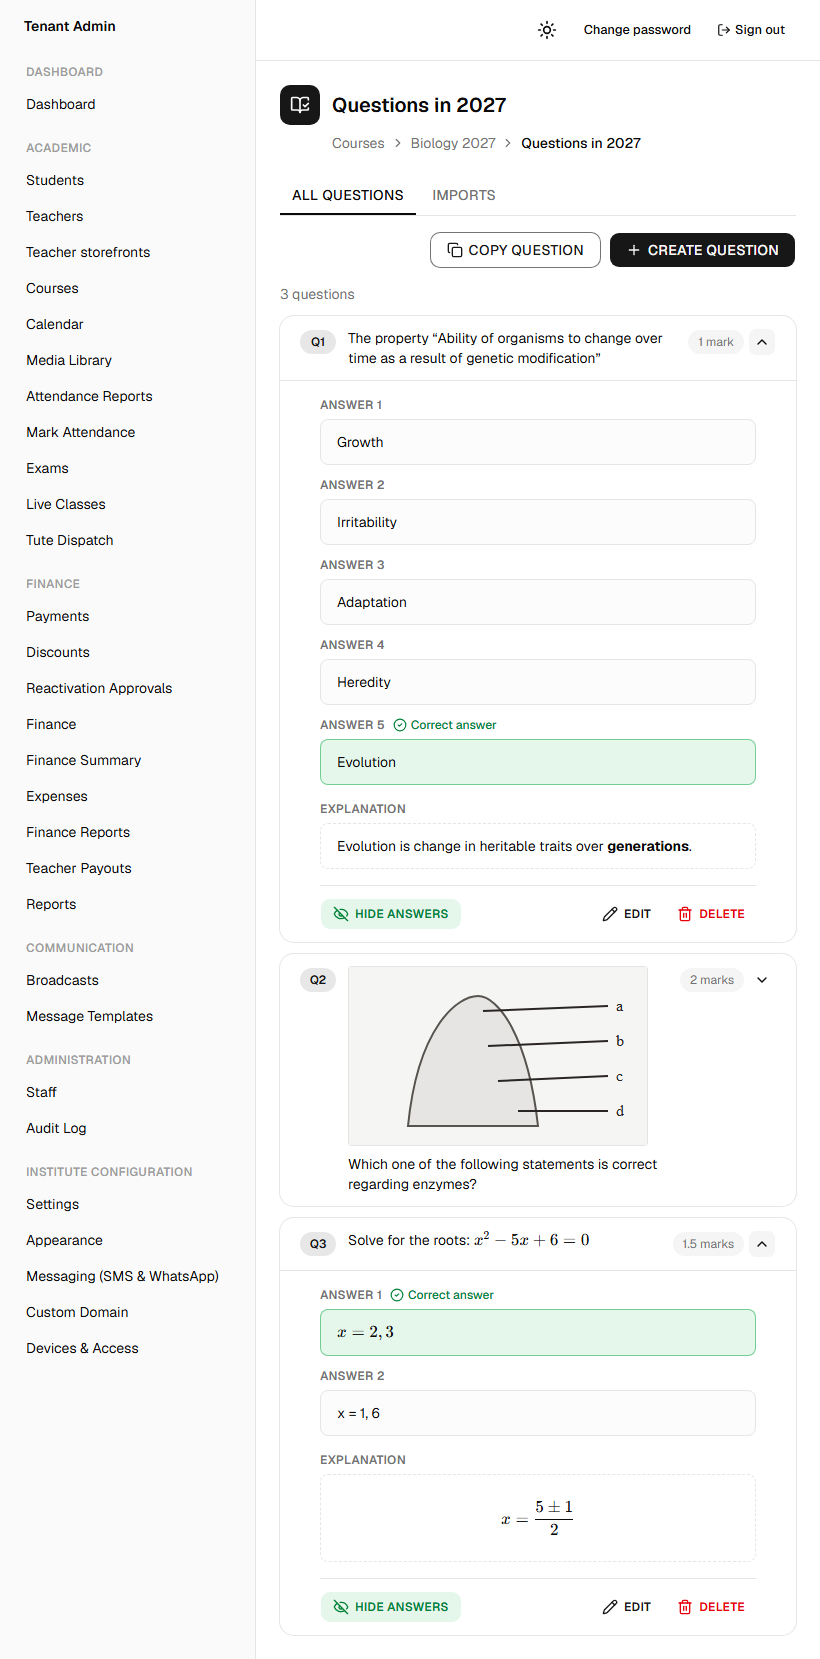 Tenant Admin
Change password
Sign out
DASHBOARD
Dashboard
ACADEMIC
Students
Teachers
Teacher storefronts
Courses
Calendar
Media Library
Attendance Reports
Mark Attendance
Exams
Live Classes
Tute Dispatch
FINANCE
Payments
Discounts
Reactivation Approvals
Finance
Finance Summary
Expenses
Finance Reports
Teacher Payouts
Reports
COMMUNICATION
Broadcasts
Message Templates
ADMINISTRATION
Staff
Audit Log
INSTITUTE CONFIGURATION
Settings
Appearance
Messaging (SMS & WhatsApp)
Custom Domain
Devices & Access
Questions in 2027
Courses > Biology 2027 > Questions in 2027
ALL QUESTIONS IMPORTS
COPY QUESTION + CREATE QUESTION
3 questions
Q1 The property “Ability of organisms to change over 1 mark
time as a result of genetic modification”
ANSWER 1
Growth
ANSWER 2
Irritability
ANSWER 3
Adaptation
ANSWER 4
Heredity
ANSWER 5 Correct answer
Evolution
EXPLANATION
Evolution is change in heritable traits over generations.
HIDE ANSWERS EDIT DELETE
Q2 2 marks
a
b
c
d
Which one of the following statements is correct
regarding enzymes?
Q3 Solve for the roots: x² − 5x + 6 = 0 1.5 marks
ANSWER 1 Correct answer
x = 2, 3
ANSWER 2
x = 1, 6
EXPLANATION
x = (5 ± 1)/2
HIDE ANSWERS EDIT DELETE